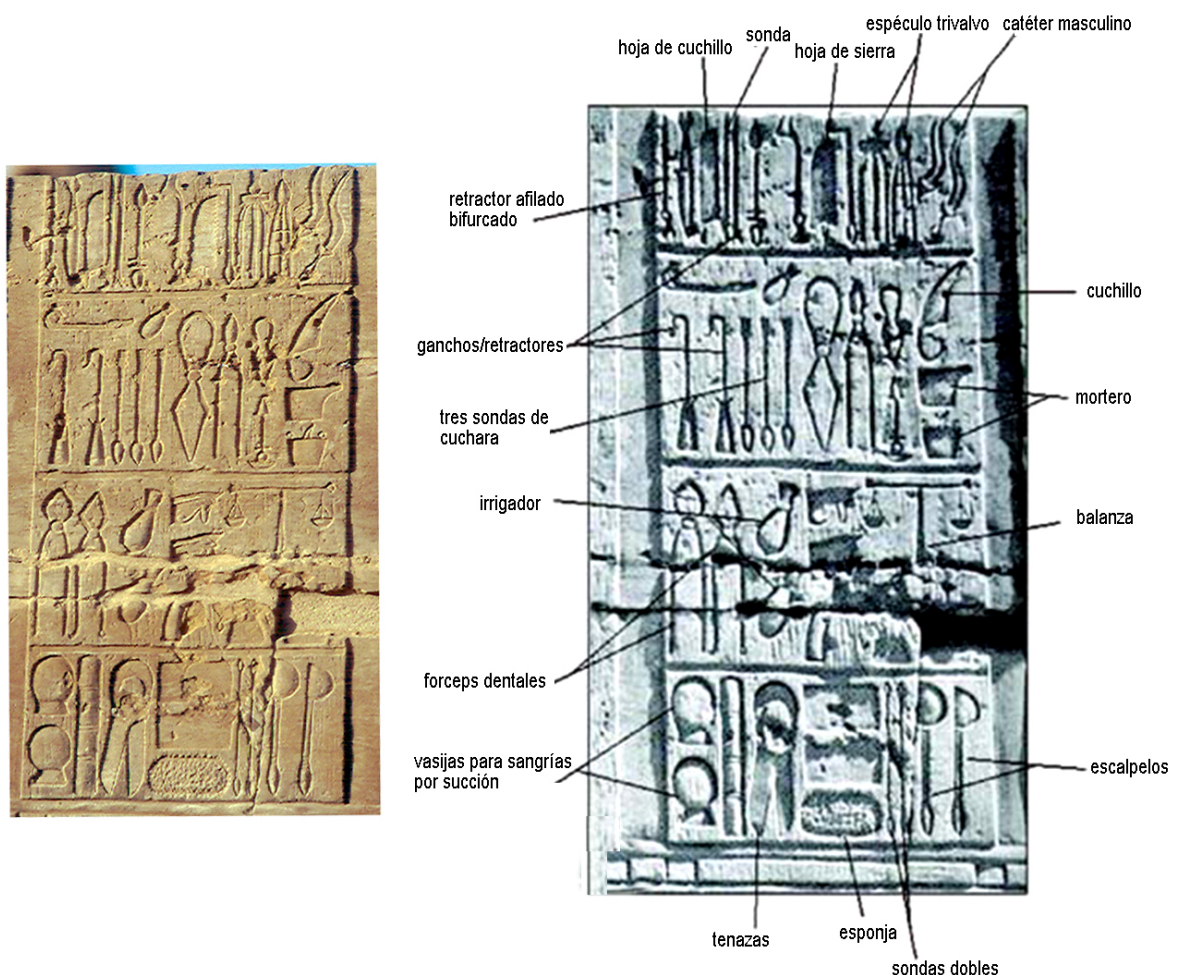 espéculo trivalvo
catéter masculino
sonda
hoja de cuchillo
hoja de sierra
retractor afilado
bifurcado
cuchillo
ganchos/retractores
mortero
tres sondas de
cuchara
irrigador
balanza
forceps dentales
vasijas para sangrías
por succión
escalpelos
tenazas
esponja
sondas dobles